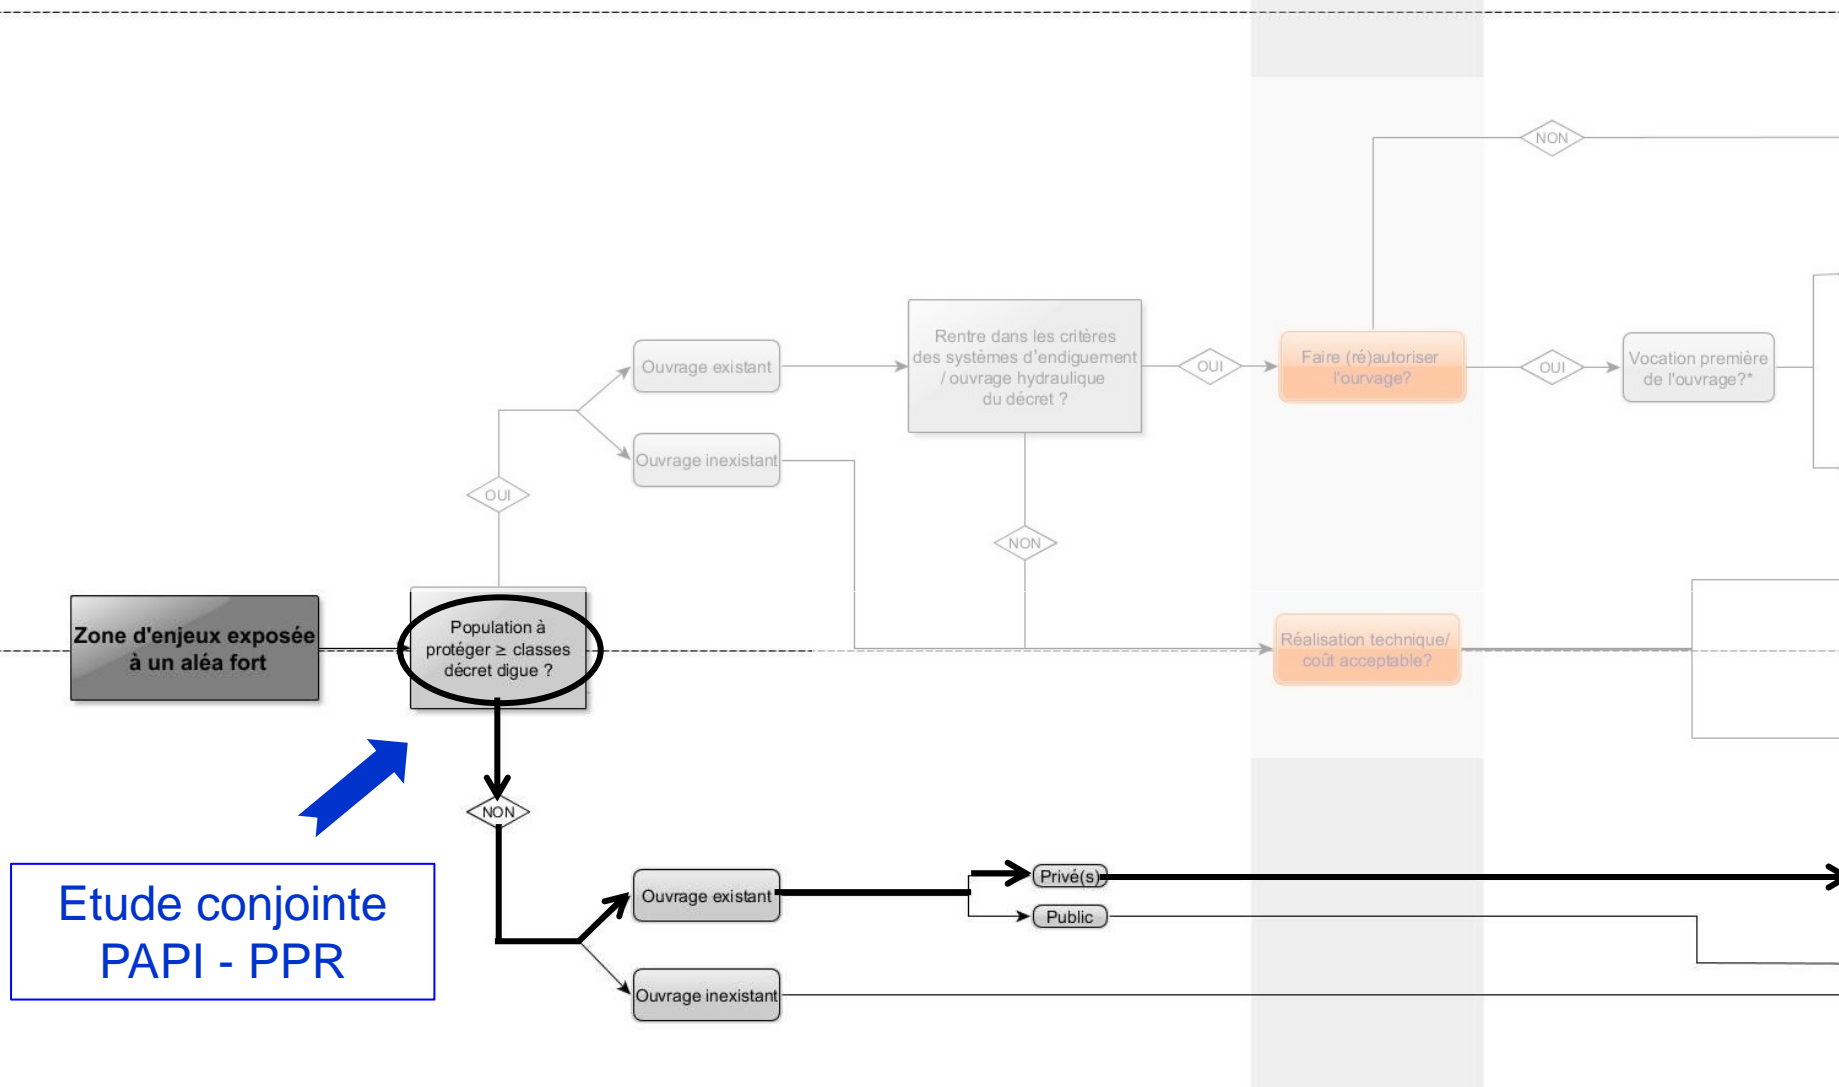 NON
Rentre dans les critères
des systèmes d'endiguement
/ ouvrage hydraulique
du décret ?
Ouvrage existant
OUI
Faire (ré)autoriser
l'ourvage?
OUI
Vocation première
de l'ouvrage?*
Ouvrage inexistant
OUI
NON
Zone d'enjeux exposée
à un aléa fort
Population à
protéger ≥ classes
décret digue ?
Réalisation technique/
coût acceptable?
NON
Etude conjointe
PAPI - PPR
Ouvrage existant
Privé(s)
Public
Ouvrage inexistant